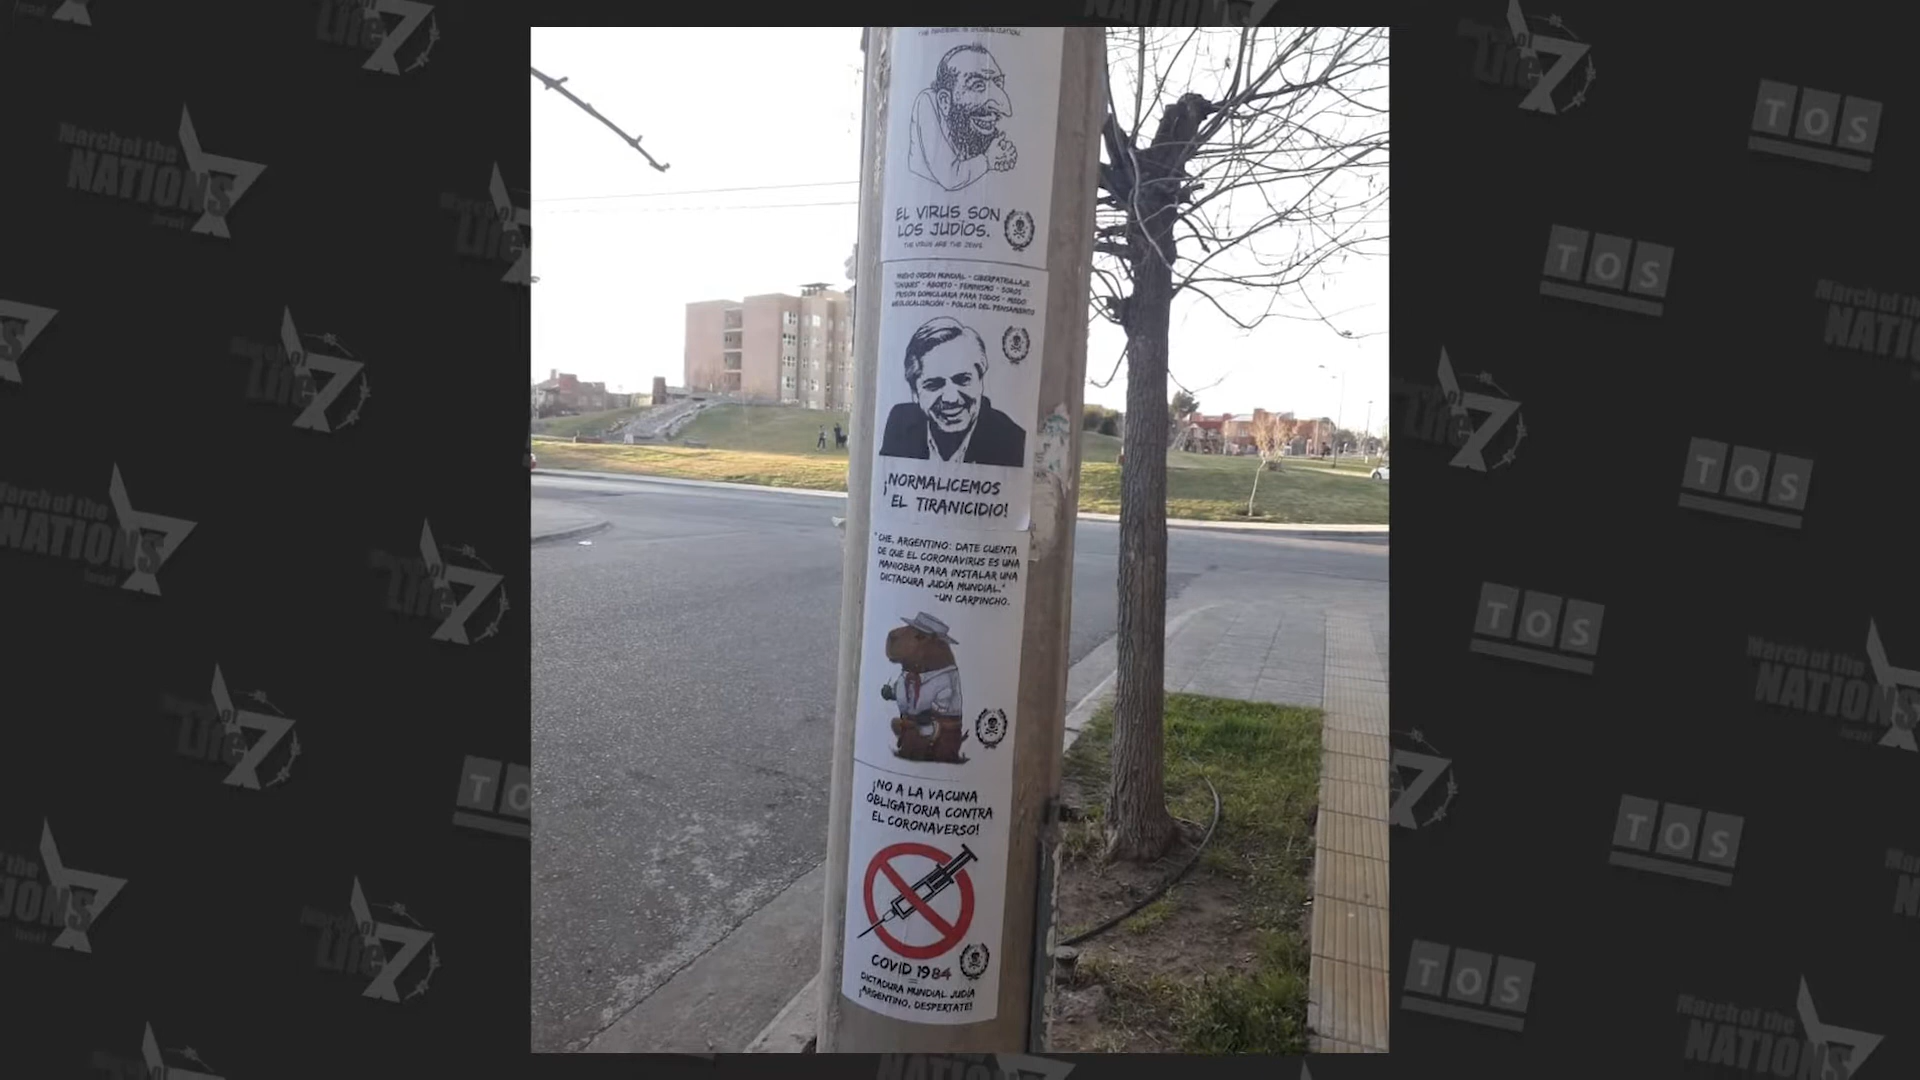 EL VIRUS SON
LOS JUDÍOS.
THE VIRUS ARE THE JEWS.
NUEVO ORDEN MUNDIAL - CIBERPATRULLAJE
ABORTO - FEMINISMO - SOROS
PRISIÓN DOMICILIARIA PARA TODOS - MIEDO
GEOLOCALIZACIÓN - POLICÍA DEL PENSAMIENTO
¡NORMALICEMOS
EL TIRANICIDIO!
"CHE, ARGENTINO: DATE CUENTA
DE QUE EL CORONAVIRUS ES UNA
MANIOBRA PARA INSTALAR UNA
DICTADURA JUDÍA MUNDIAL."
-UN CARPINCHO.
¡NO A LA VACUNA
OBLIGATORIA CONTRA
EL CORONAVERSO!
COVID 1984
=
DICTADURA MUNDIAL JUDÍA
¡ARGENTINO, DESPERTATE!
March of the
NATIONS
Israel
March of
Life
TOS